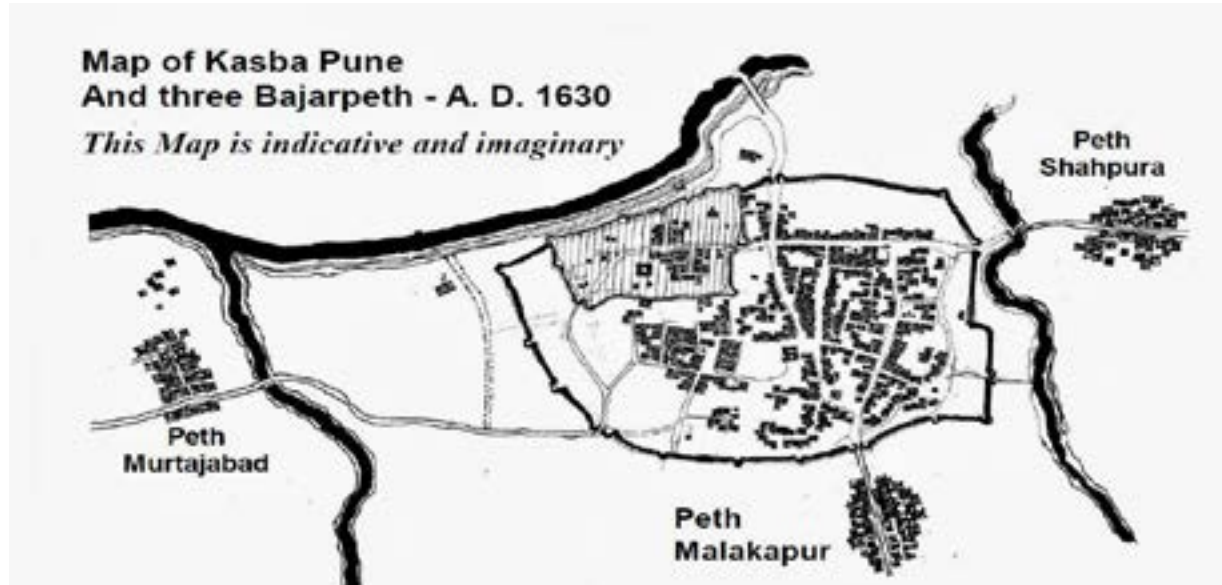 Map of Kasba Pune
And three Bajarpeth - A. D. 1630
This Map is indicative and imaginary
Peth
Shahpura
Peth
Murtajabad
Peth
Malakapur